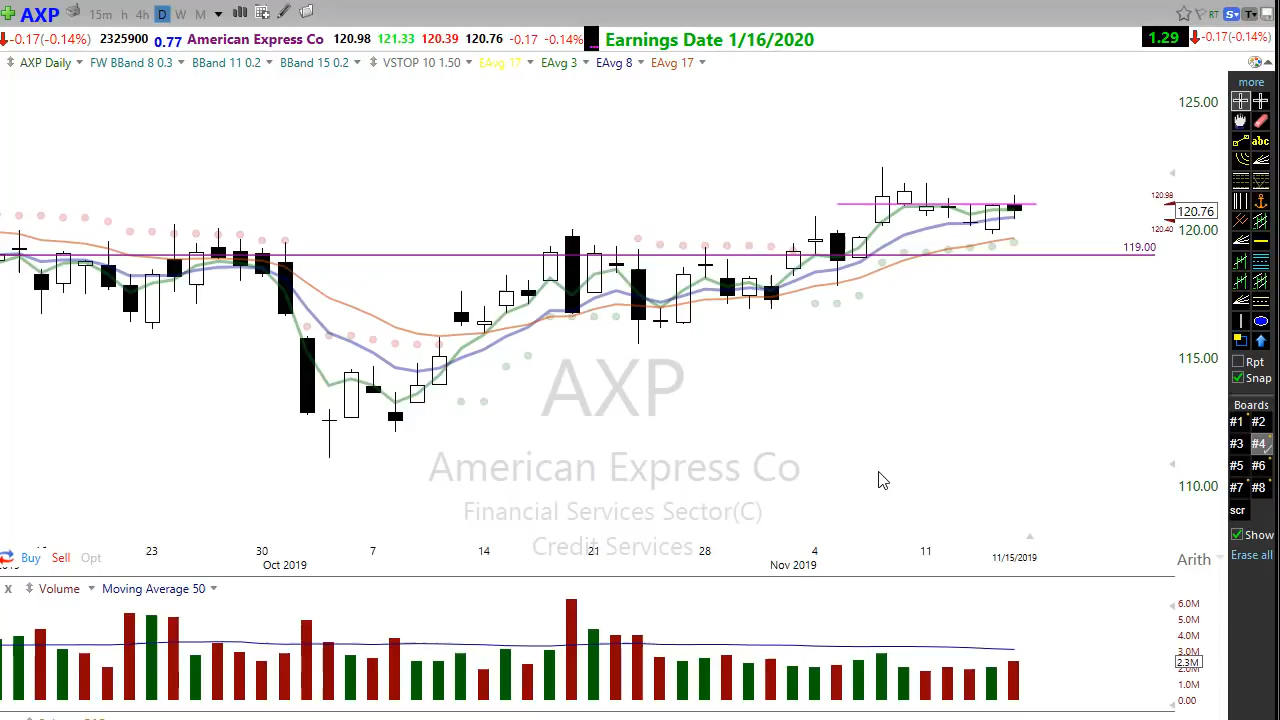 AXP 15m h 4h D W M RT S T
-0.17(-0.14%) 2325900 0.77 American Express Co 120.98 121.33 120.39 120.76 -0.17 -0.14% Earnings Date 1/16/2020 1.29 -0.17(-0.14%)
AXP Daily FW BBand 8 0.3 BBand 11 0.2 BBand 15 0.2 VSTOP 10 1.50 EAvg 17 EAvg 3 EAvg 8 EAvg 17
more
125.00
abc
120.98
120.76
120.40
120.00
119.00
115.00
110.00
AXP
American Express Co
Financial Services Sector(C)
Credit Services
Rpt
Snap
Boards
#1 #2
#3 #4
#5 #6
#7 #8
scr
Show
Erase all
23 30 7 14 21 28 4 11 11/15/2019
Oct 2019 Nov 2019
Buy Sell Opt
Arith
X Volume Moving Average 50
6.0M
5.0M
4.0M
3.0M
2.3M
1.0M
0.00